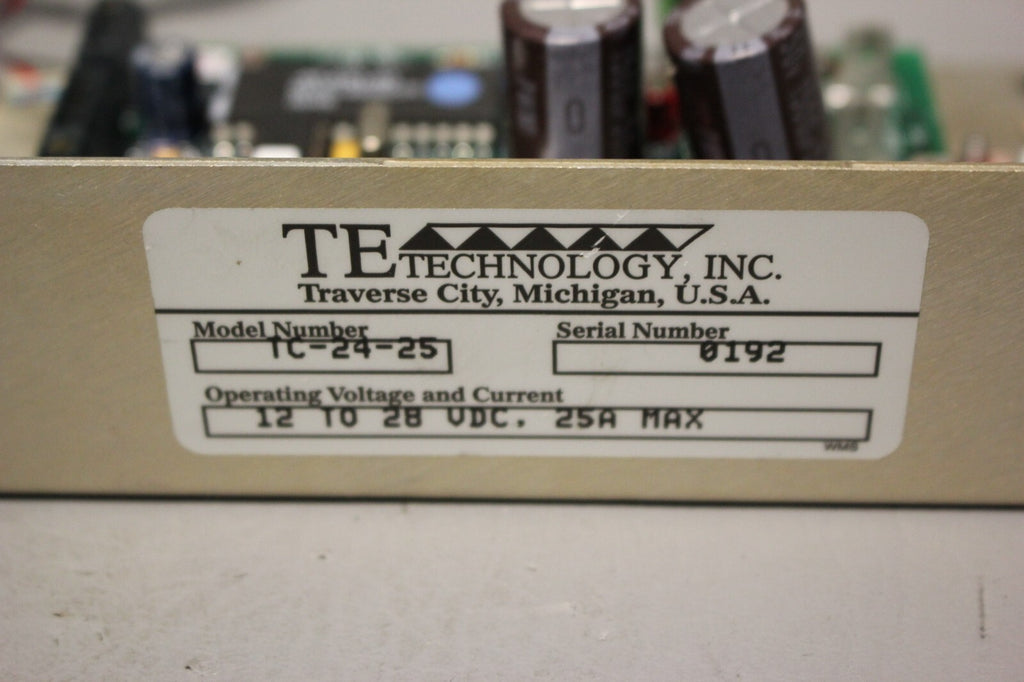 TE TECHNOLOGY, INC.
Traverse City, Michigan, U.S.A.
Model Number
TC-24-25
Serial Number
0192
Operating Voltage and Current
12 TO 28 VDC. 25A MAX
WMS